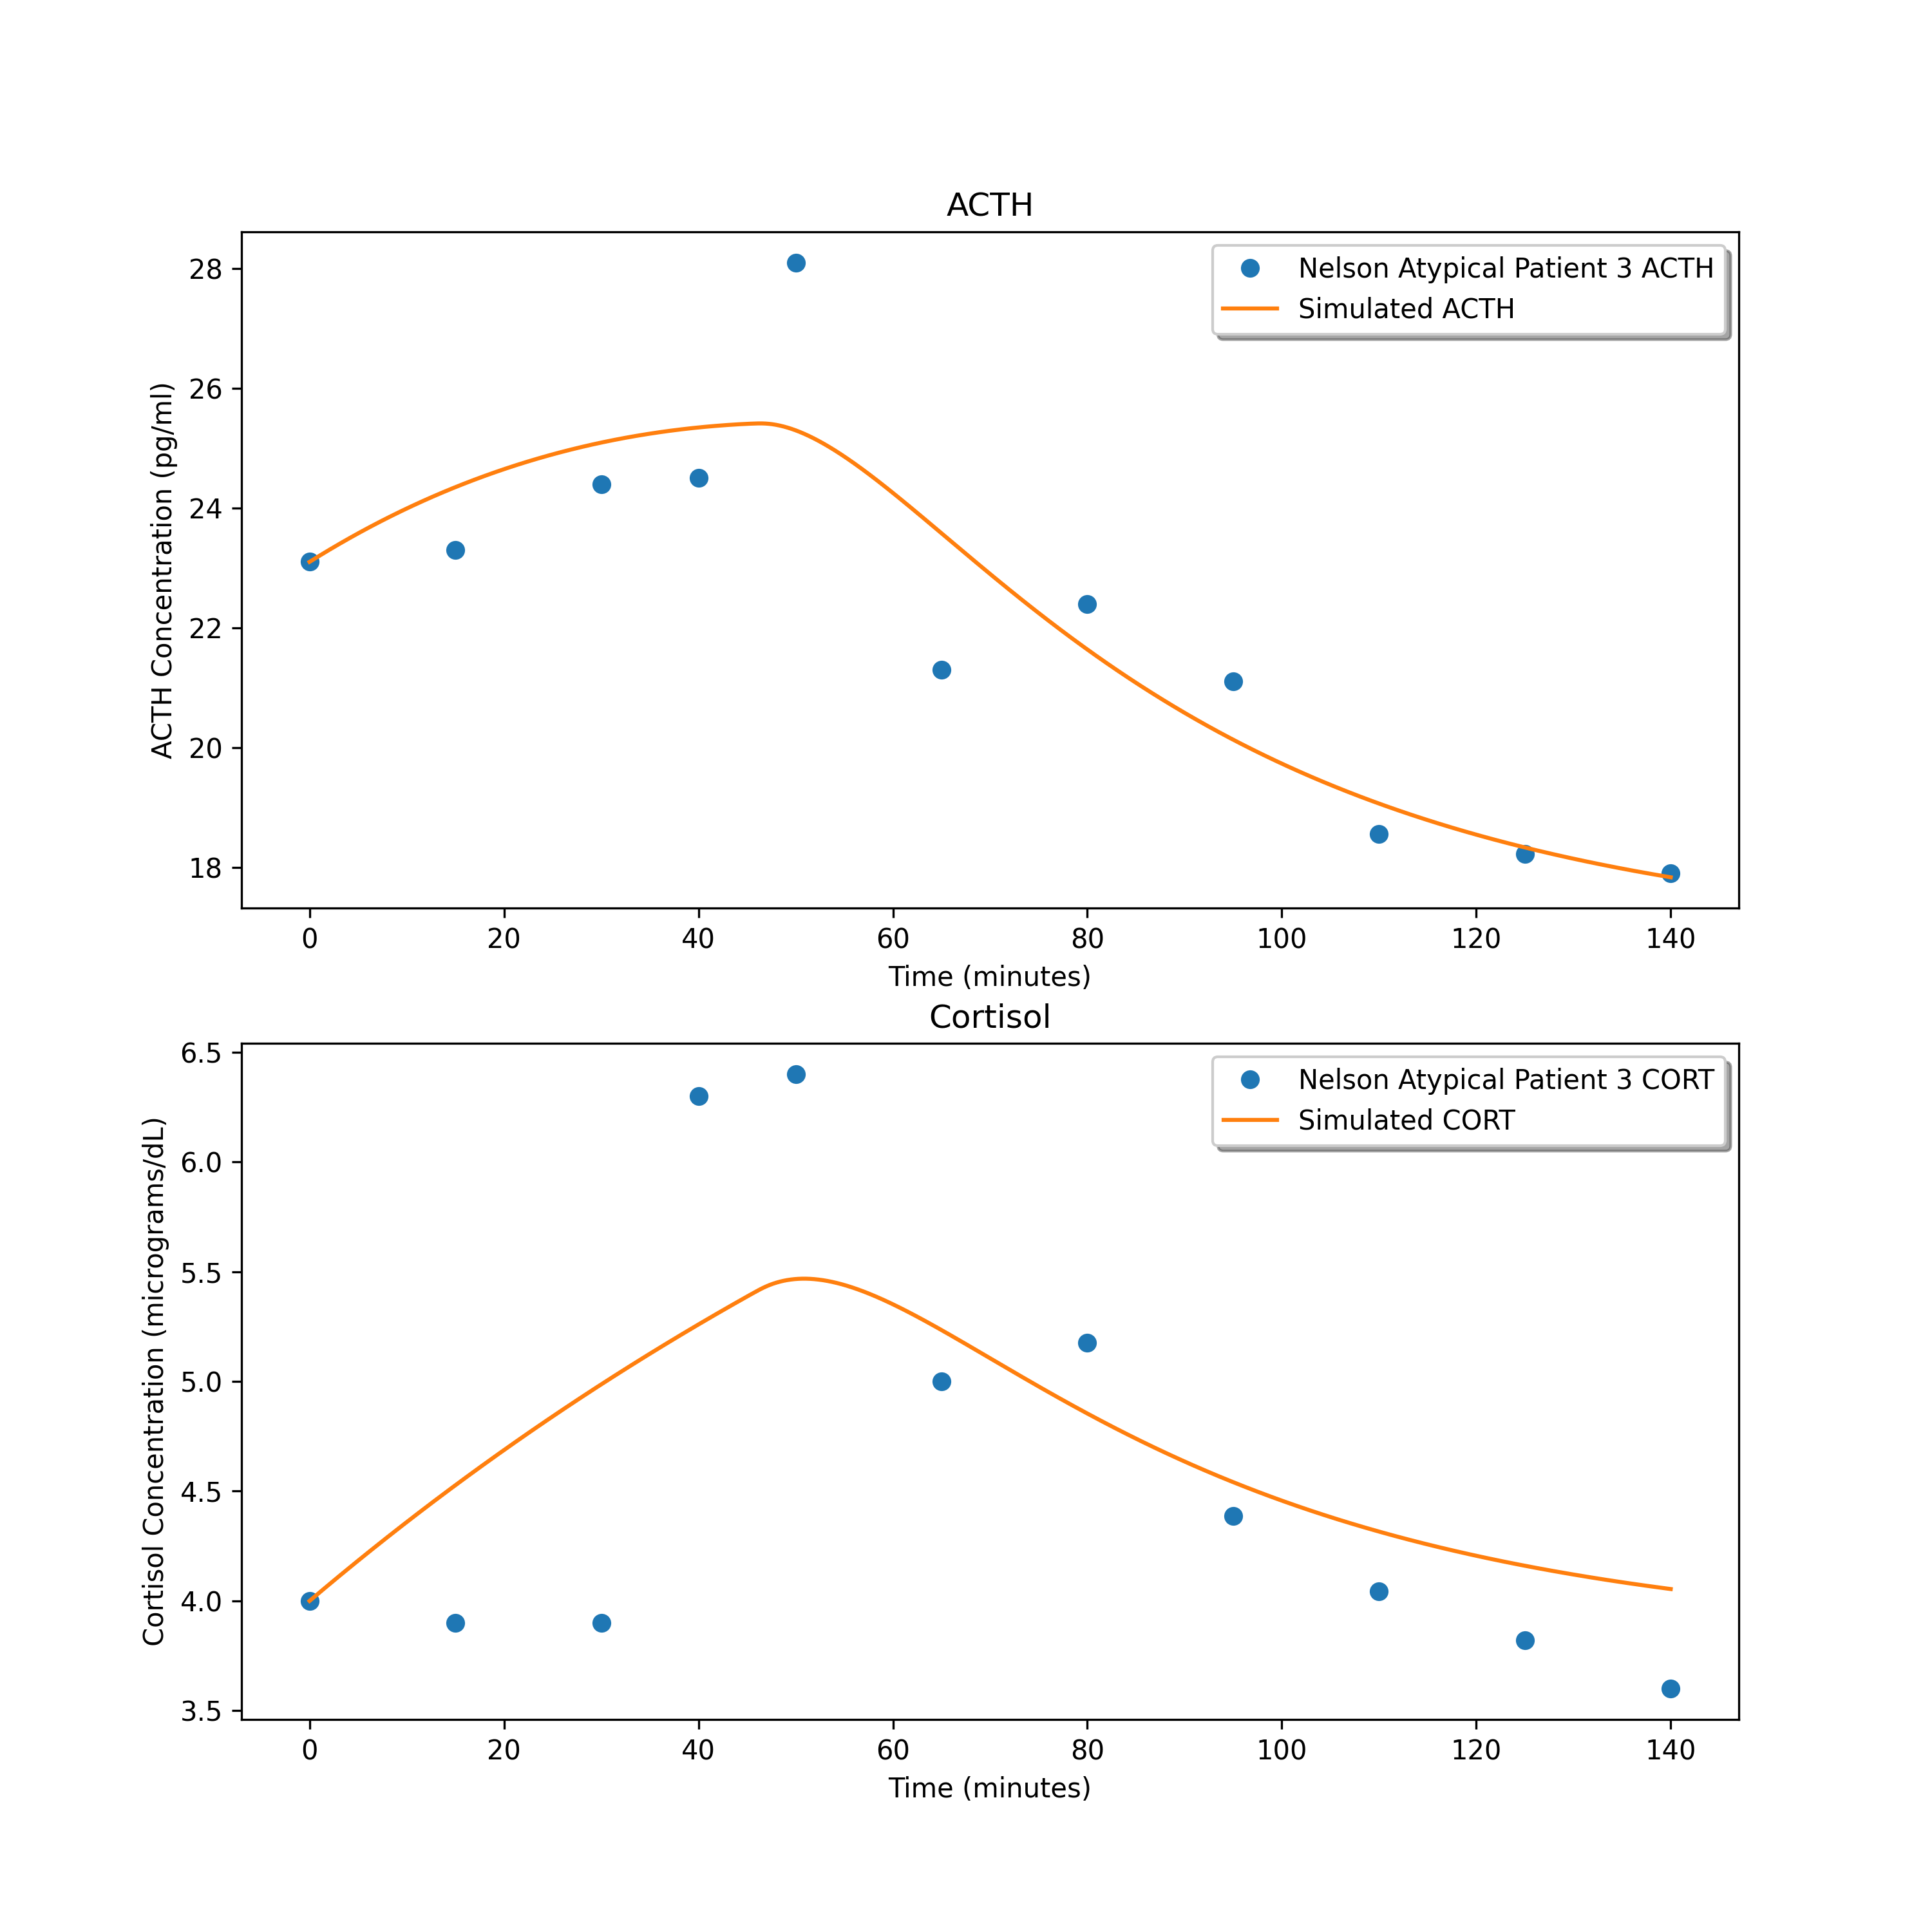 ACTH
28
26
24
22
20
18
ACTH Concentration (pg/ml)
Nelson Atypical Patient 3 ACTH
Simulated ACTH
0 20 40 60 80 100 120 140
Time (minutes)
Cortisol
6.5
6.0
5.5
5.0
4.5
4.0
3.5
Cortisol Concentration (micrograms/dL)
Nelson Atypical Patient 3 CORT
Simulated CORT
0 20 40 60 80 100 120 140
Time (minutes)